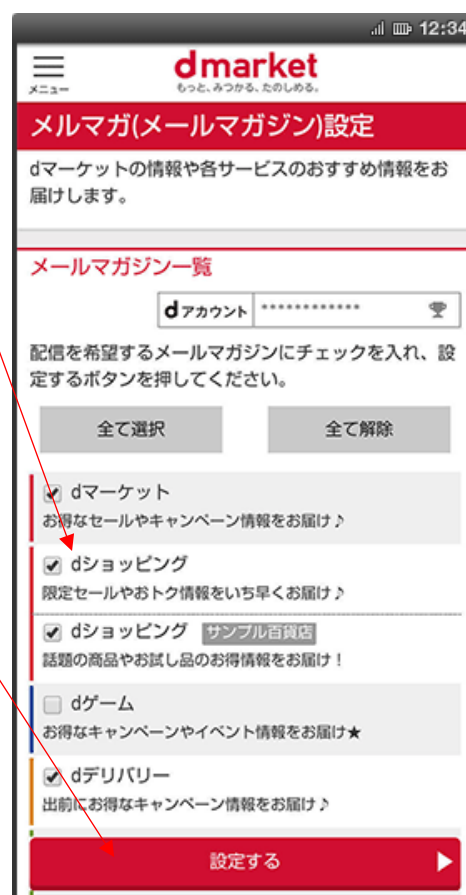 12:34
メニュー
dmarket
もっと、みつかる、たのしめる。
メルマガ(メールマガジン)設定
dマーケットの情報や各サービスのおすすめ情報をお
届けします。
メールマガジン一覧
dアカウント ************
配信を希望するメールマガジンにチェックを入れ、設
定するボタンを押してください。
全て選択 全て解除
dマーケット
お得なセールやキャンペーン情報をお届け♪
dショッピング
限定セールやおトク情報をいち早くお届け♪
dショッピング サンプル百貨店
話題の商品やお試し品のお得情報をお届け！
dゲーム
お得なキャンペーンやイベント情報をお届け★
dデリバリー
出前にお得なキャンペーン情報をお届け♪
設定する